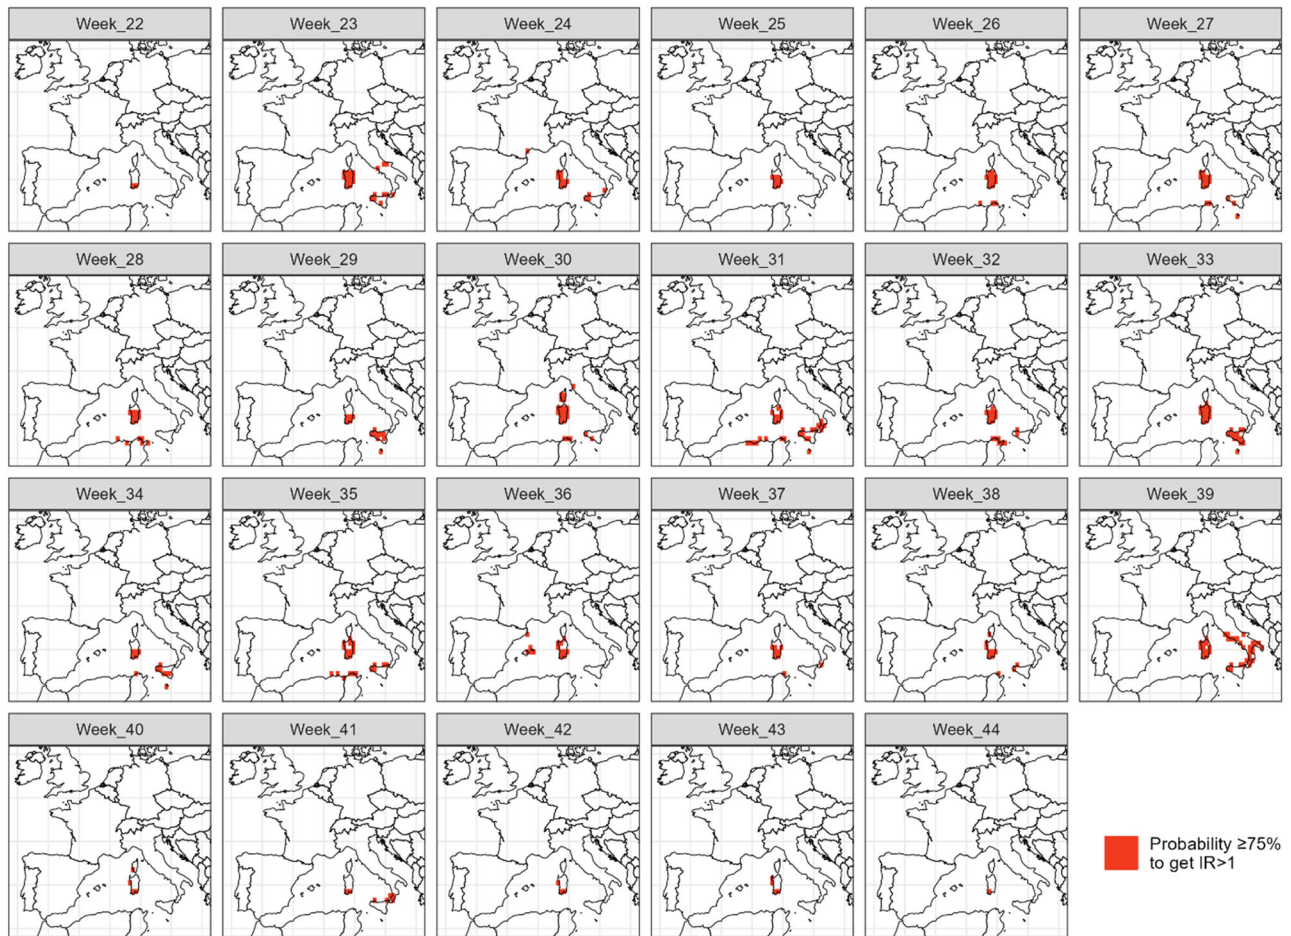 Week_22
Week_23
Week_24
Week_25
Week_26
Week_27
Week_28
Week_29
Week_30
Week_31
Week_32
Week_33
Week_34
Week_35
Week_36
Week_37
Week_38
Week_39
Week_40
Week_41
Week_42
Week_43
Week_44
Probability ≥75%
to get IR>1